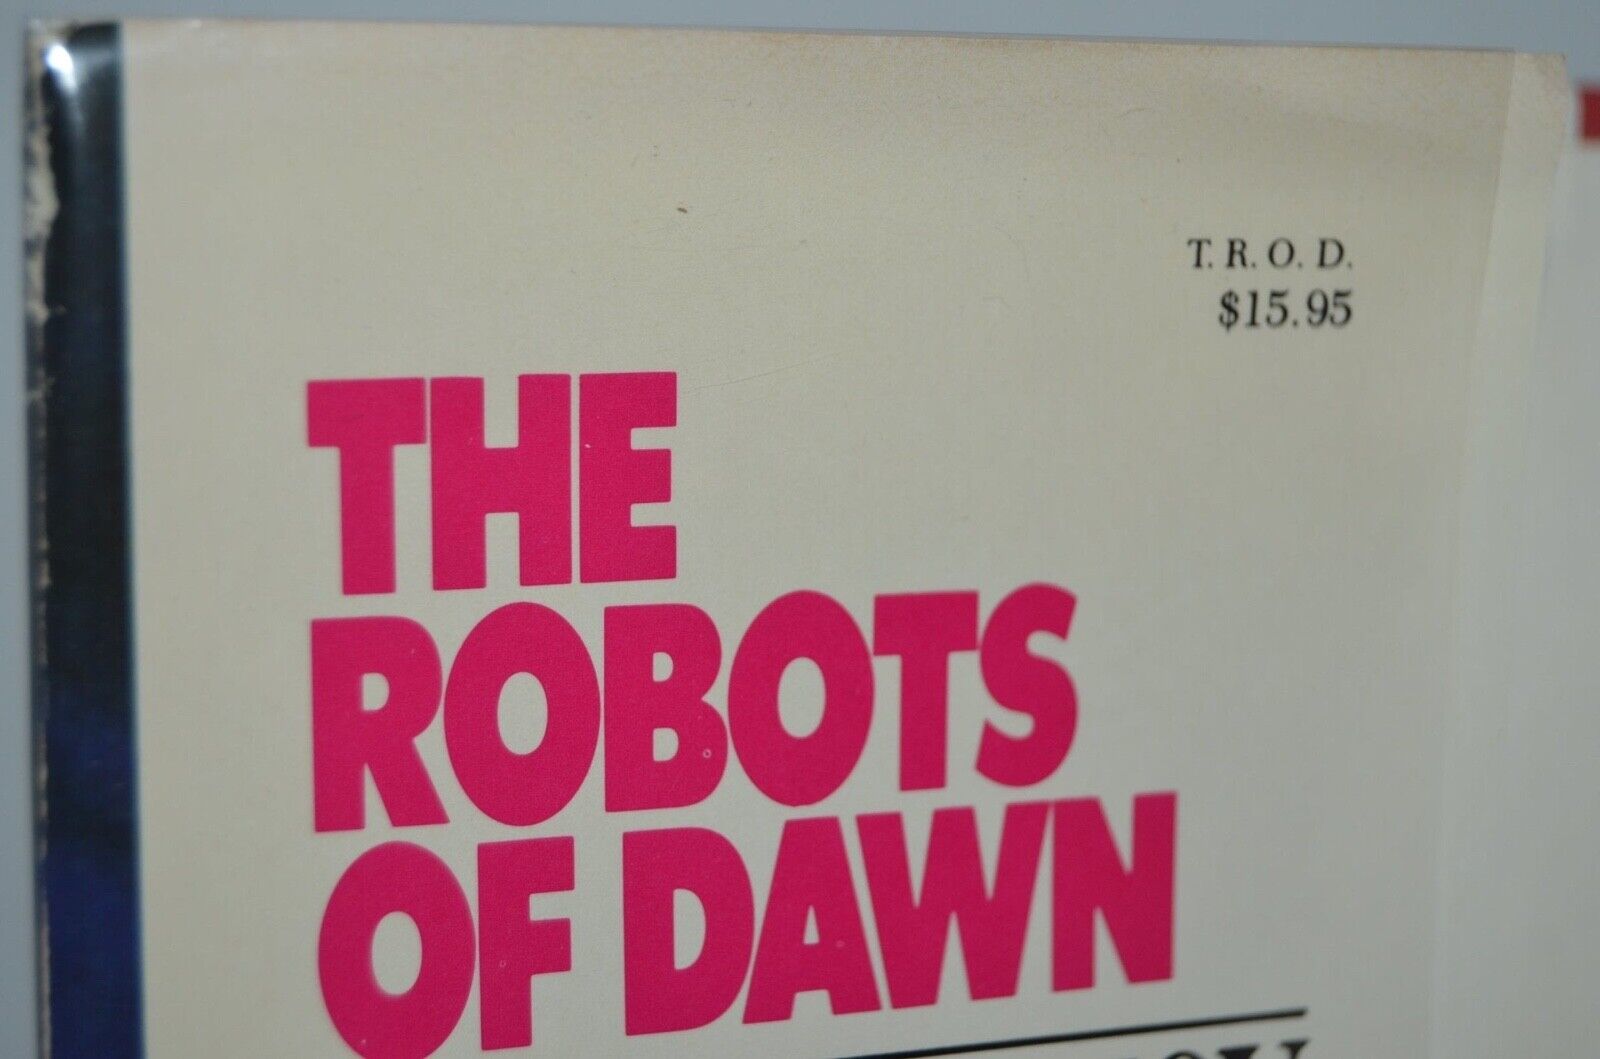 T. R. O. D.
$15.95
THE
ROBOTS
OF DAWN